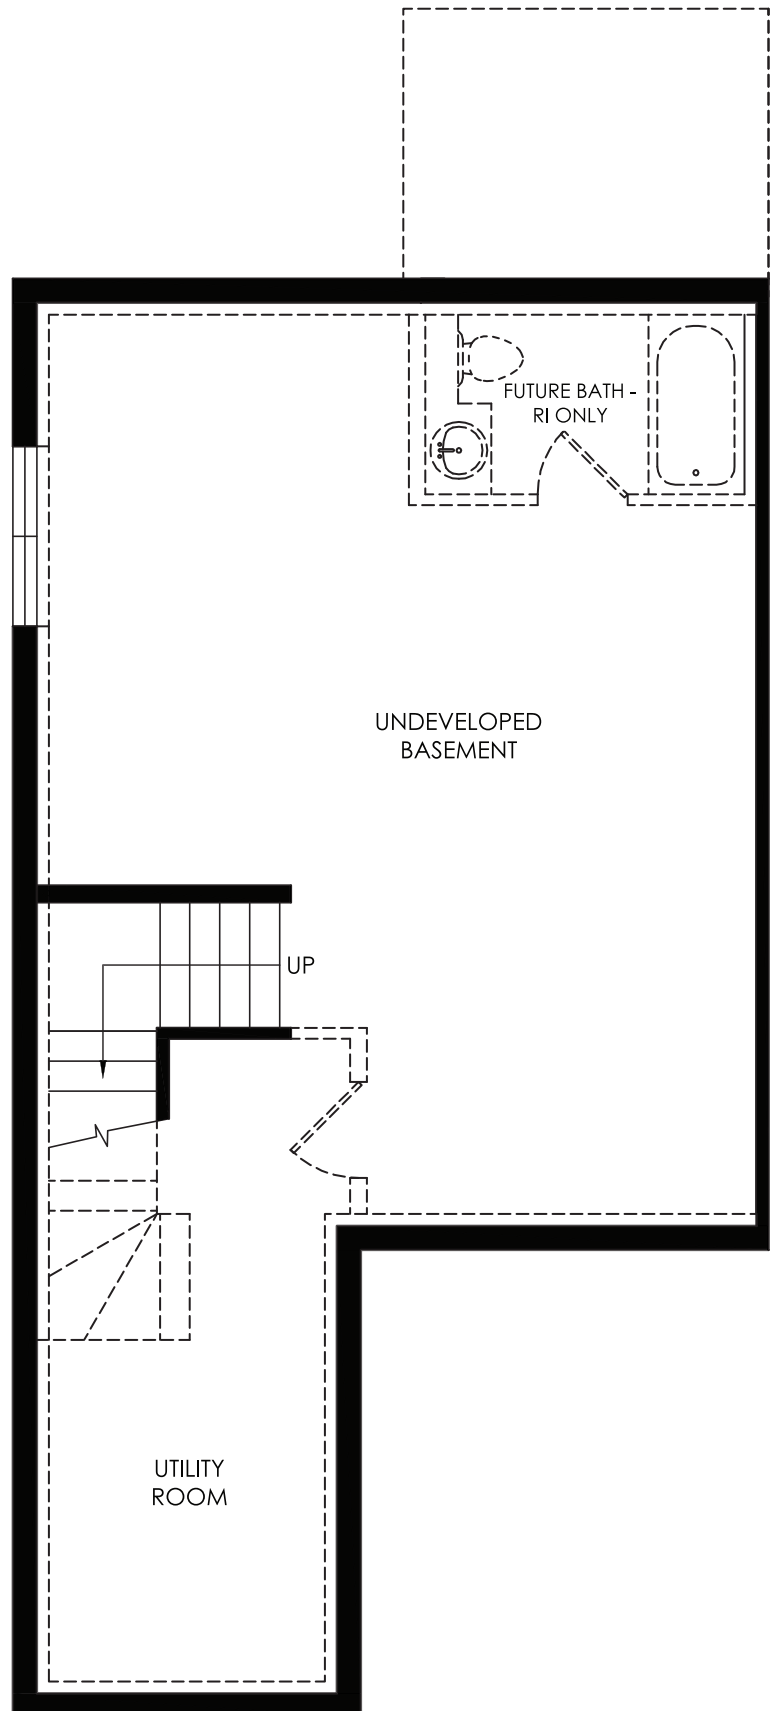 FUTURE BATH -
RI ONLY
UNDEVELOPED
BASEMENT
UP
UTILITY
ROOM